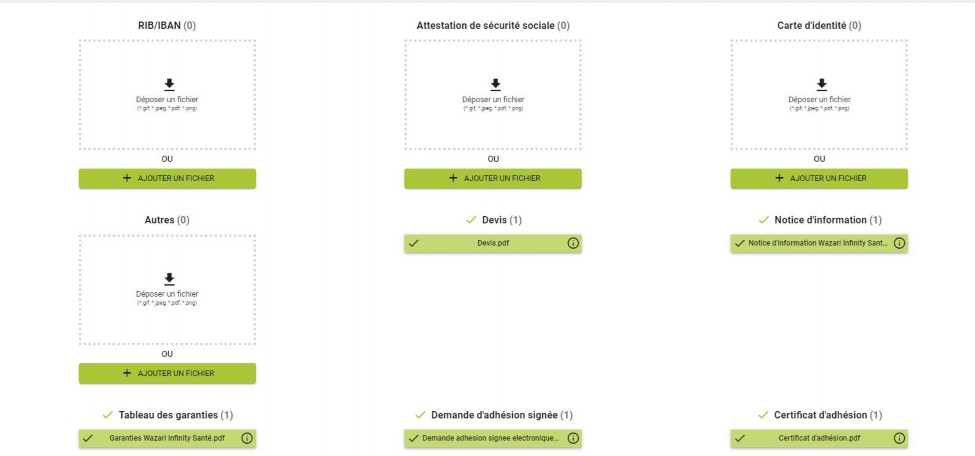 RIB/IBAN (0)
Déposer un fichier
(*.gif, *.jpeg, *.pdf, *.png)
OU
AJOUTER UN FICHIER
Attestation de sécurité sociale (0)
Déposer un fichier
(*.gif, *.jpeg, *.pdf, *.png)
OU
AJOUTER UN FICHIER
Carte d'identité (0)
Déposer un fichier
(*.gif, *.jpeg, *.pdf, *.png)
OU
AJOUTER UN FICHIER
Autres (0)
Déposer un fichier
(*.gif, *.jpeg, *.pdf, *.png)
OU
AJOUTER UN FICHIER
Devis (1)
Devis.pdf
Notice d'information (1)
Notice d'information Wazari Infinity Sant...
Tableau des garanties (1)
Garanties Wazari Infinity Santé.pdf
Demande d'adhésion signée (1)
Demande adhesion signee electronique...
Certificat d'adhésion (1)
Certificat d'adhésion.pdf